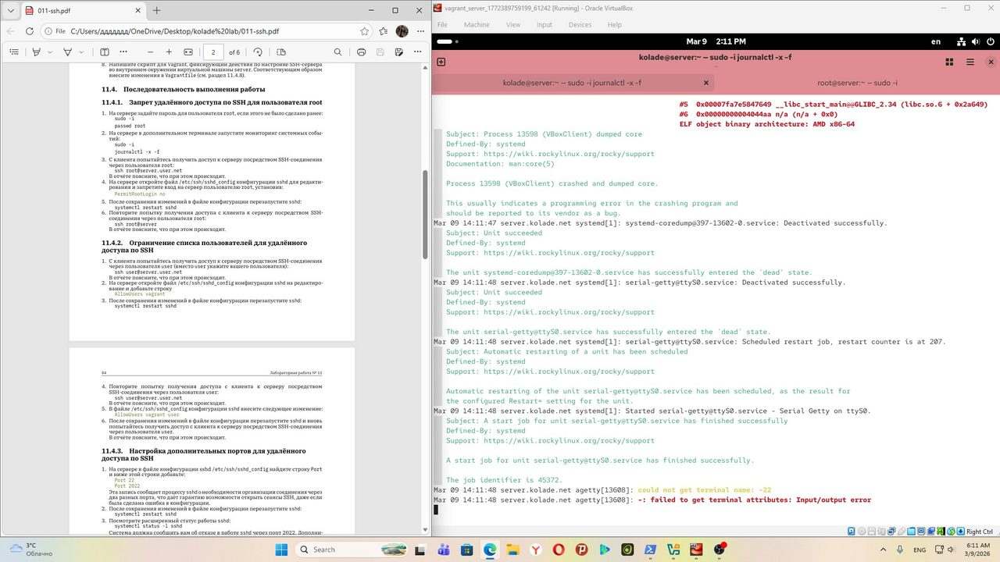 011-ssh.pdf
File
C:/Users/ддддддд/OneDrive/Desktop/kolade%20lab/011-ssh.pdf
2 of 6
8. Напишите скрипт для Vagrant, фиксирующий действия по настройке SSH-сервера
во внутреннем окружении виртуальной машины server. Соответствующим образом
внесите изменения в Vagrantfile (см. раздел 11.4.8).
11.4. Последовательность выполнения работы
11.4.1. Запрет удалённого доступа по SSH для пользователя root
1. На сервере задайте пароль для пользователя root, если этого не было сделано ранее:
sudo -i
passwd root
2. На сервере в дополнительном терминале запустите мониторинг системных собы-
тий:
sudo -i
journalctl -x -f
3. С клиента попытайтесь получить доступ к серверу посредством SSH-соединения
через пользователя root:
ssh root@server.user.net
В отчёте поясните, что при этом происходит.
4. На сервере откройте файл /etc/ssh/sshd_config конфигурации sshd для редакти-
рования и запретите вход на сервер пользователю root, установив:
PermitRootLogin no
5. После сохранения изменений в файле конфигурации перезапустите sshd:
systemctl restart sshd
6. Повторите попытку получения доступа с клиента к серверу посредством SSH-
соединения через пользователя root:
ssh root@server
В отчёте поясните, что при этом происходит.
11.4.2. Ограничение списка пользователей для удалённого
доступа по SSH
1. С клиента попытайтесь получить доступ к серверу посредством SSH-соединения
через пользователя user (вместо user укажите вашего пользователя):
ssh user@server.user.net
В отчёте поясните, что при этом происходит.
2. На сервере откройте файл /etc/ssh/sshd_config конфигурации sshd на редактиро-
вание и добавьте строку
AllowUsers vagrant
3. После сохранения изменений в файле конфигурации перезапустите sshd:
systemctl restart sshd
84 Лабораторная работа № 11
4. Повторите попытку получения доступа с клиента к серверу посредством
SSH-соединения через пользователя user:
ssh user@server.user.net
В отчёте поясните, что при этом происходит.
5. В файле /etc/ssh/sshd_config конфигурации sshd внесите следующее изменение:
AllowUsers vagrant user
6. После сохранения изменений в файле конфигурации перезапустите sshd и вновь
попытайтесь получить доступ с клиента к серверу посредством SSH-соединения
через пользователя user.
В отчёте поясните, что при этом происходит.
11.4.3. Настройка дополнительных портов для удалённого
доступа по SSH
1. На сервере в файле конфигурации sshd /etc/ssh/sshd_config найдите строку Port
и ниже этой строки добавьте:
Port 22
Port 2022
Эта запись сообщает процессу sshd о необходимости организации соединения через
два разных порта, что даёт гарантию возможности открыть сеансы SSH, даже если
была сделана ошибка в конфигурации.
2. После сохранения изменений в файле конфигурации перезапустите sshd:
systemctl restart sshd
3. Посмотрите расширенный статус работы sshd:
systemctl status -l sshd
Система должна сообщить вам об отказе в работе sshd через порт 2022. Дополни-
vagrant_server_1772389759199_61242 [Running] - Oracle VirtualBox
File Machine View Input Devices Help
Mar 9 2:11 PM
en
kolade@server:~ — sudo -i journalctl -x -f
kolade@server:~ — sudo -i journalctl -x -f
root@server:~ — sudo -i
#5 0x00007fa7e5847649 __libc_start_main@@GLIBC_2.34 (libc.so.6 + 0x2a649)
#6 0x00000000004044aa n/a (n/a + 0x0)
ELF object binary architecture: AMD x86-64
Subject: Process 13598 (VBoxClient) dumped core
Defined-By: systemd
Support: https://wiki.rockylinux.org/rocky/support
Documentation: man:core(5)
Process 13598 (VBoxClient) crashed and dumped core.
This usually indicates a programming error in the crashing program and
should be reported to its vendor as a bug.
Mar 09 14:11:47 server.kolade.net systemd[1]: systemd-coredump@397-13602-0.service: Deactivated successfully.
Subject: Unit succeeded
Defined-By: systemd
Support: https://wiki.rockylinux.org/rocky/support
The unit systemd-coredump@397-13602-0.service has successfully entered the `dead` state.
Mar 09 14:11:48 server.kolade.net systemd[1]: serial-getty@ttyS0.service: Deactivated successfully.
Subject: Unit succeeded
Defined-By: systemd
Support: https://wiki.rockylinux.org/rocky/support
The unit serial-getty@ttyS0.service has successfully entered the `dead` state.
Mar 09 14:11:48 server.kolade.net systemd[1]: serial-getty@ttyS0.service: Scheduled restart job, restart counter is at 207.
Subject: Automatic restarting of a unit has been scheduled
Defined-By: systemd
Support: https://wiki.rockylinux.org/rocky/support
Automatic restarting of the unit serial-getty@ttyS0.service has been scheduled, as the result for
the configured Restart= setting for the unit.
Mar 09 14:11:48 server.kolade.net systemd[1]: Started serial-getty@ttyS0.service - Serial Getty on ttyS0.
Subject: A start job for unit serial-getty@ttyS0.service has finished successfully
Defined-By: systemd
Support: https://wiki.rockylinux.org/rocky/support
A start job for unit serial-getty@ttyS0.service has finished successfully.
The job identifier is 45372.
Mar 09 14:11:48 server.kolade.net agetty[13608]: could not get terminal name: -22
Mar 09 14:11:48 server.kolade.net agetty[13608]: -: failed to get terminal attributes: Input/output error
Right Ctrl
3°C
Облачно
Search
ENG
6:11 AM
3/9/2026